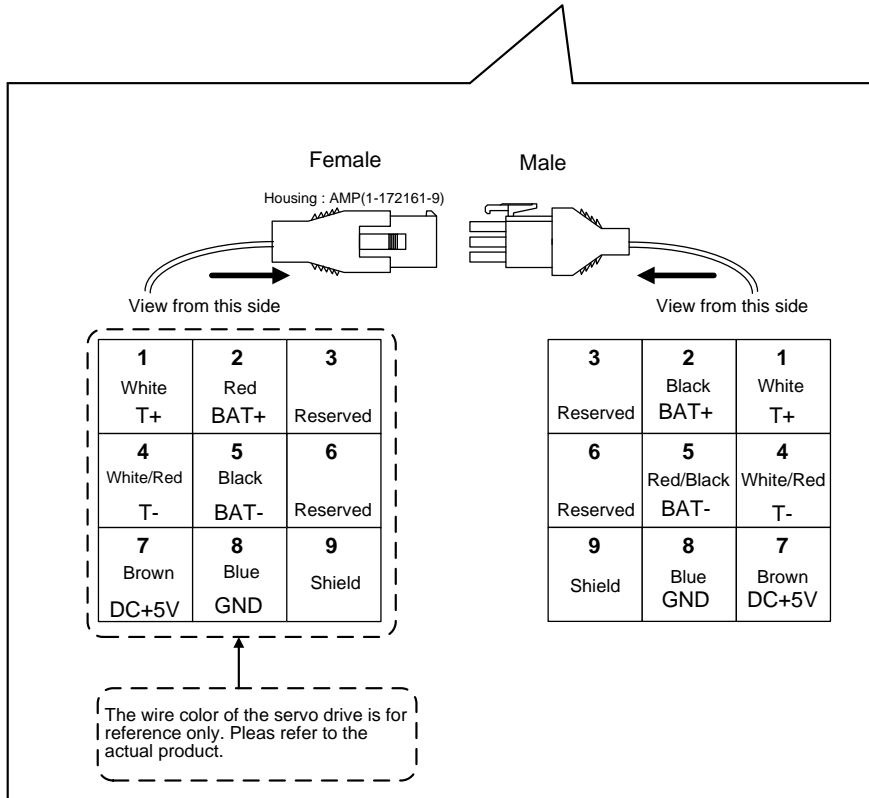 Female
Male
Housing : AMP(1-172161-9)
View from this side
View from this side
1 2 3
White Red
T+ BAT+ Reserved
4 5 6
White/Red Black
T- BAT- Reserved
7 8 9
Brown Blue Shield
DC+5V GND
3 2 1
Black White
Reserved BAT+ T+
6 5 4
Red/Black White/Red
Reserved BAT- T-
9 8 7
Shield Blue Brown
GND DC+5V
The wire color of the servo drive is for
reference only. Pleas refer to the
actual product.